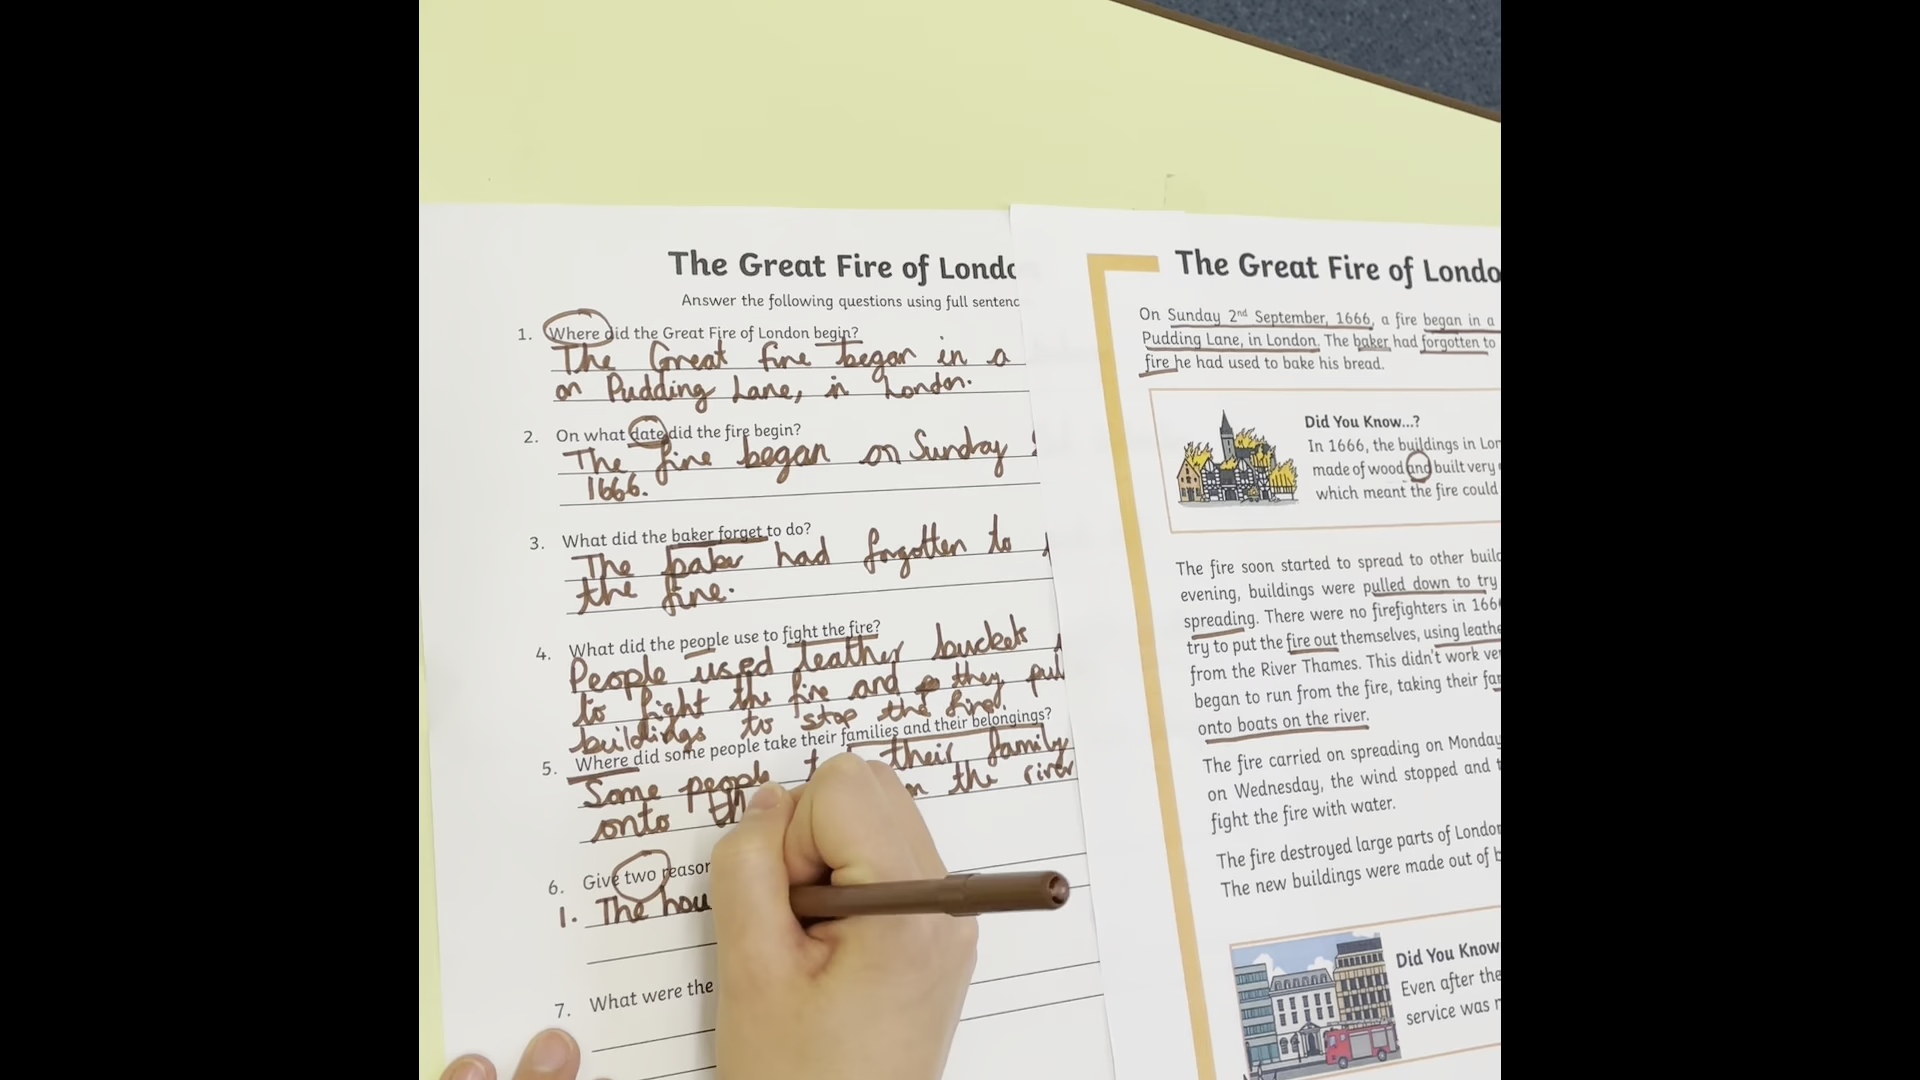 The Great Fire of Londo
Answer the following questions using full sentenc
1. Where did the Great Fire of London begin?
The Great fire began in a
on Pudding Lane, in London.
2. On what date did the fire begin?
The fire began on Sunday
1666.
3. What did the baker forget to do?
The baker had forgotten to
the fire.
4. What did the people use to fight the fire?
People used leather buckets
to fight the fire and they pul
buildings to stop the fire.
5. Where did some people take their families and their belongings?
Some people t their family
onto th on the river
6. Give two reason
1. The hou
7. What were the
The Great Fire of Londo
On Sunday 2nd September, 1666, a fire began in a
Pudding Lane, in London. The baker had forgotten to
fire he had used to bake his bread.
Did You Know...?
In 1666, the buildings in Lon
made of wood and built very
which meant the fire could
The fire soon started to spread to other build
evening, buildings were pulled down to try
spreading. There were no firefighters in 166
try to put the fire out themselves, using leathe
from the River Thames. This didn't work ve
began to run from the fire, taking their fa
onto boats on the river.
The fire carried on spreading on Monday
on Wednesday, the wind stopped and t
fight the fire with water.
The fire destroyed large parts of London
The new buildings were made out of b
Did You Know
Even after the
service was